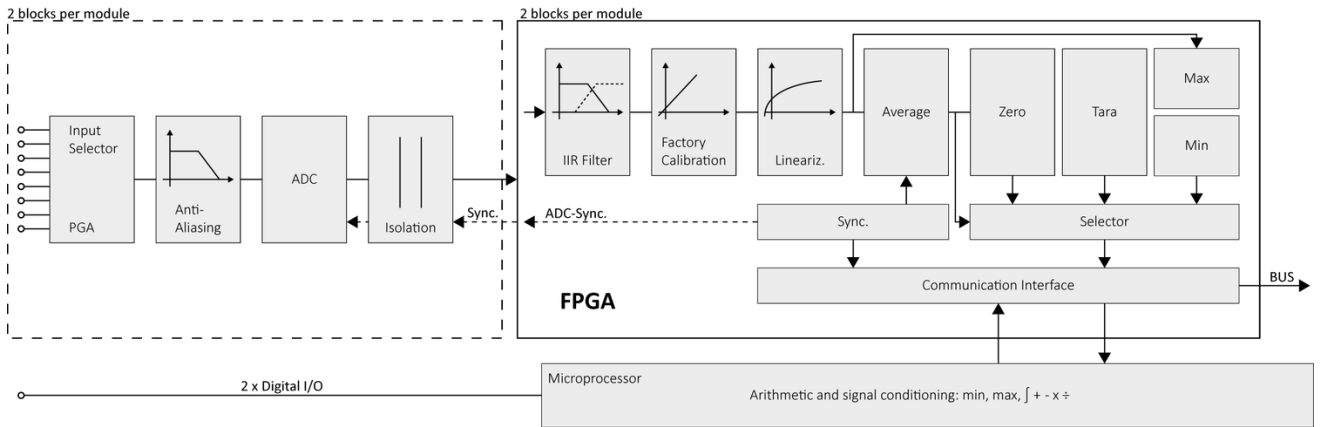 2 blocks per module
2 blocks per module
Input
Selector
PGA
Anti-
Aliasing
ADC
Isolation
Sync.
ADC-Sync.
IIR Filter
Factory
Calibration
Lineariz.
Average
Zero
Tara
Max
Min
Sync.
Selector
Communication Interface
BUS
FPGA
2 x Digital I/O
Microprocessor
Arithmetic and signal conditioning: min, max, ∫ + - x ÷